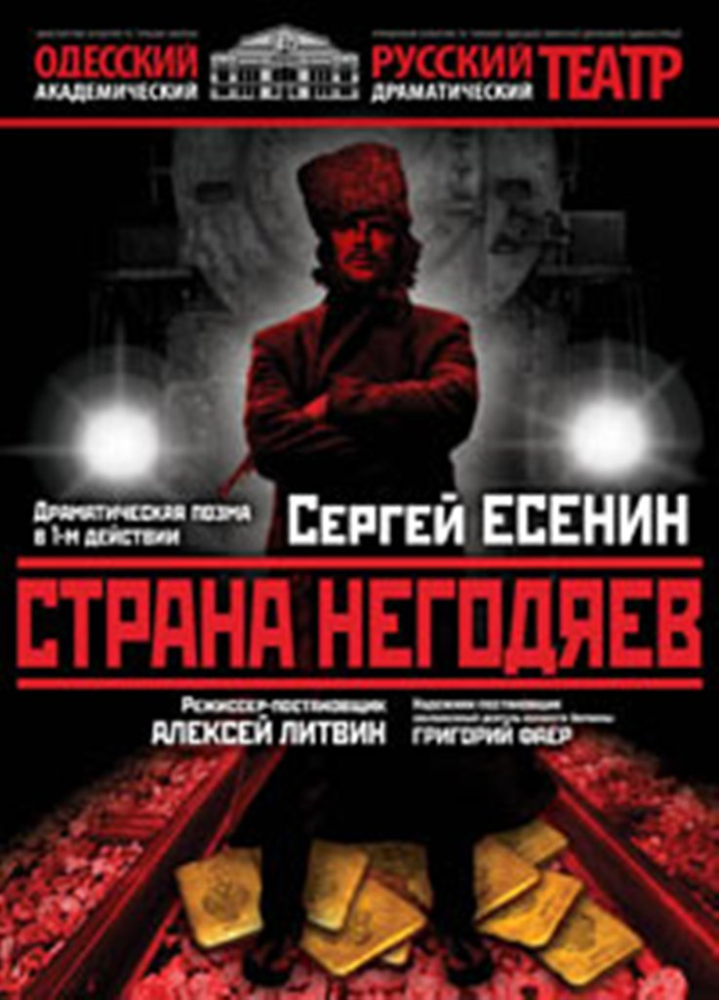 ОДЕССКИЙ
АКАДЕМИЧЕСКИЙ
РУССКИЙ
ДРАМАТИЧЕСКИЙ
ТЕАТР
Драматическая поэма
в 1-м действии
Сергей ЕСЕНИН
СТРАНА НЕГОДЯЕВ
Режиссер-постановщик
АЛЕКСЕЙ ЛИТВИН
Художник-постановщик
ГРИГОРИЙ ФАЕР